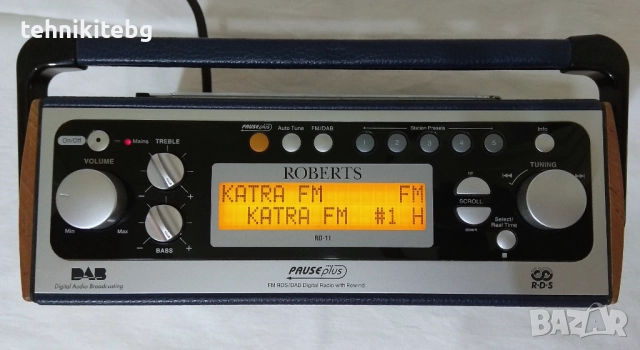 tehnikitebg
On/Off
Mains
TREBLE
PAUSEplus
Auto Tune
FM/DAB
Station Presets
1 2 3 4 5
Info
VOLUME
ROBERTS
TUNING
KATRA FM FM
KATRA FM #1 H
up
SCROLL
down
Select/
Real Time
Min Max
BASS
RD-11
DAB
Digital Audio Broadcasting
PAUSEplus
FM RDS/DAB Digital Radio with Rewind
R·D·S
BAZAR